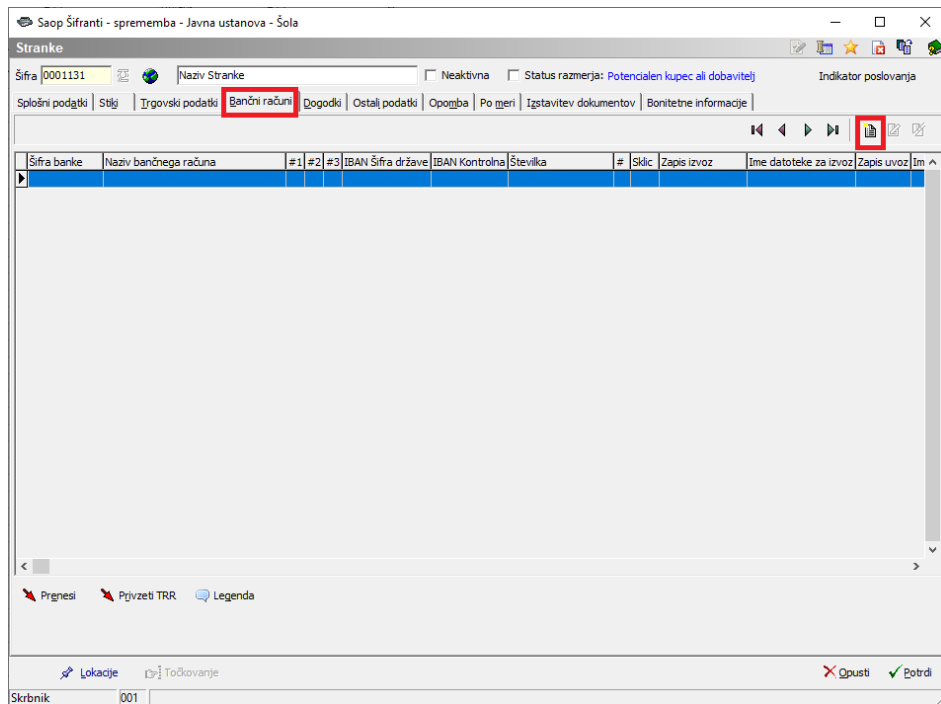 Saop Šifranti - sprememba - Javna ustanova - Šola
Stranke
Šifra 0001131 Naziv Stranke Neaktivna Status razmerja: Potencialen kupec ali dobavitelj Indikator poslovanja
Splošni podatki Stiki Trgovski podatki Bančni računi Dogodki Ostali podatki Opomba Po meri Izstavitev dokumentov Bonitetne informacije
Šifra banke Naziv bančnega računa #1 #2 #3 IBAN Šifra države IBAN Kontrolna Številka # Sklic Zapis izvoz Ime datoteke za izvoz Zapis uvoz Im
Prenesi Privzeti TRR Legenda
Lokacije Točkovanje Opusti Potrdi
Skrbnik 001